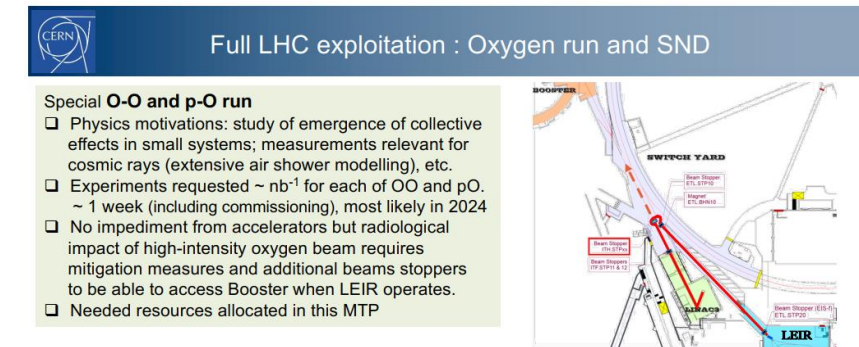 CERN
Full LHC exploitation : Oxygen run and SND
Special O-O and p-O run
❑ Physics motivations: study of emergence of collective
effects in small systems; measurements relevant for
cosmic rays (extensive air shower modelling), etc.
❑ Experiments requested ~ nb⁻¹ for each of OO and pO.
~ 1 week (including commissioning), most likely in 2024
❑ No impediment from accelerators but radiological
impact of high-intensity oxygen beam requires
mitigation measures and additional beams stoppers
to be able to access Booster when LEIR operates.
❑ Needed resources allocated in this MTP
BOOSTER
SWITCH YARD
Beam Stopper
ETL.STP10
Magnet
ETL.BHN10
Beam Stopper
ITH.STPxx
Beam Stoppers
ITF.STP11 & 12
LINAC3
Beam Stopper (EIS-f)
ETL.STP20
LEIR